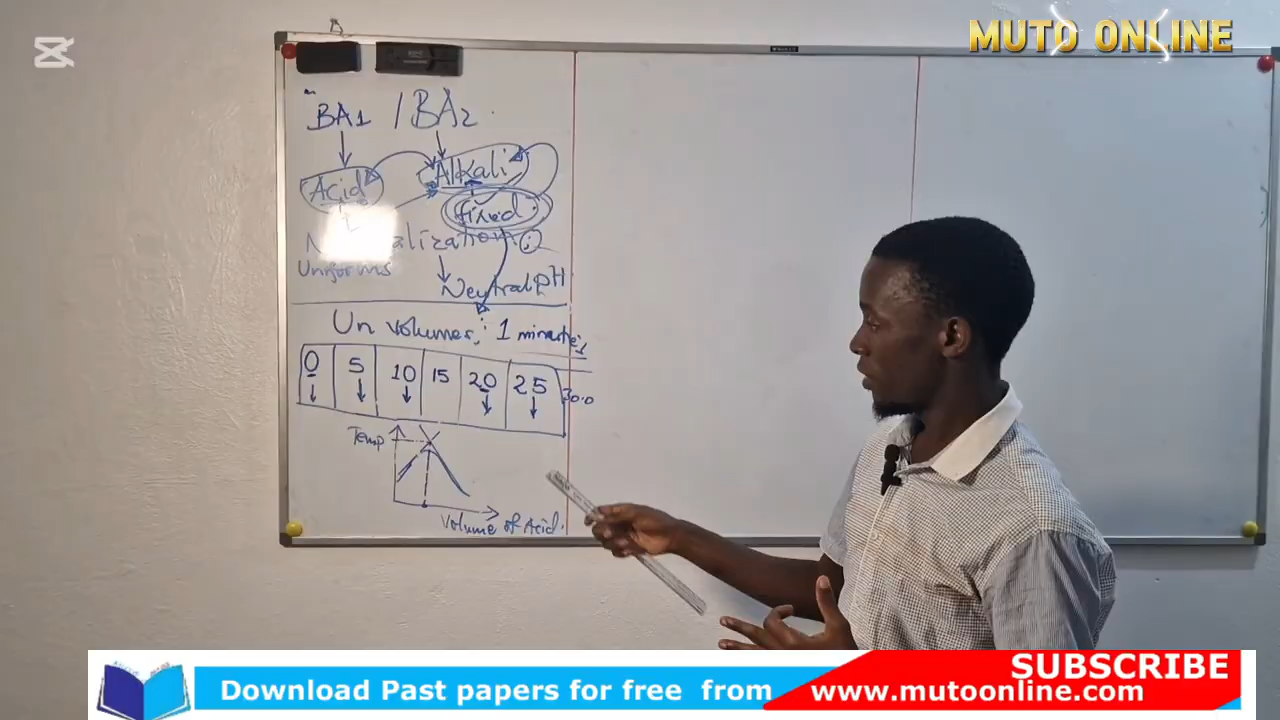 MUTO ONLINE
BA1 / BA2
Acid Alkali
fixed
Uniforms
Neutral PH
Un volumes; 1 minute
0 5 10 15 20 25 30.0
Temp
Volume of Acid.
SUBSCRIBE
Download Past papers for free from www.mutoonline.com